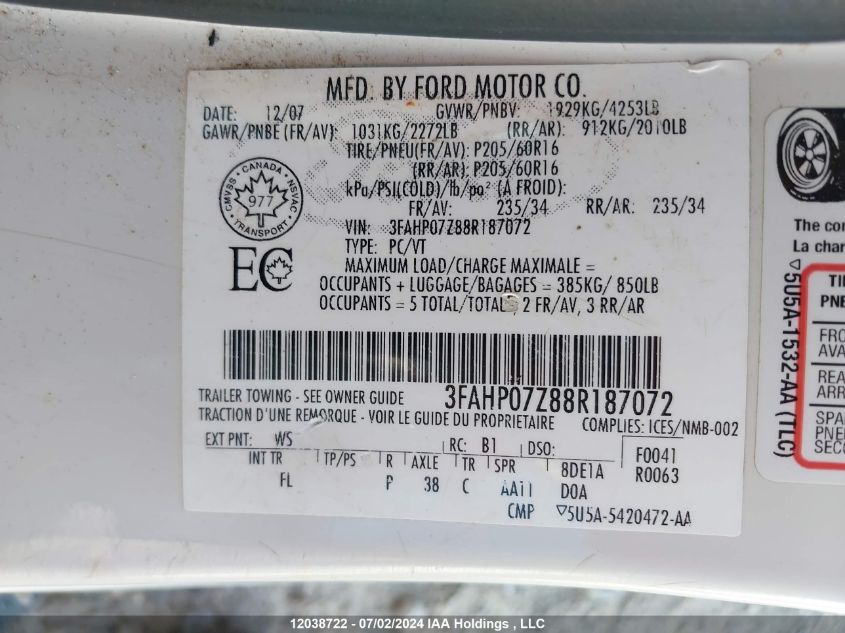 MFD. BY FORD MOTOR CO.
DATE: 12/07 GVWR/PNBV: 1929KG/4253LB
GAWR/PNBE (FR/AV): 1031KG/2272LB (RR/AR): 912KG/2010LB
TIRE/PNEU(FR/AV): P205/60R16
(RR/AR): P205/60R16
kPa/PSI(COLD)/lb/po² (À FROID):
FR/AV: 235/34 RR/AR: 235/34
VIN: 3FAHP07Z88R187072
TYPE: PC/VT
MAXIMUM LOAD/CHARGE MAXIMALE =
OCCUPANTS + LUGGAGE/BAGAGES = 385KG/ 850LB
OCCUPANTS = 5 TOTAL/TOTAL, 2 FR/AV, 3 RR/AR
CMVSS • CANADA • NSVAC
977
• TRANSPORT •
EC
3FAHP07Z88R187072
TRAILER TOWING - SEE OWNER GUIDE
TRACTION D'UNE REMORQUE - VOIR LE GUIDE DU PROPRIETAIRE
COMPLIES: ICES/NMB-002
EXT PNT: WS RC: B1 DSO: F0041
INT TR TP/PS R AXLE TR SPR 8DE1A R0063
FL P 38 C AA11 D0A
CMP ▽5U5A-5420472-AA
The con
La char
▽5U5A-1532-AA (TLC)
TI
PNE
FRO
AVA
REA
ARR
SPA
PNE
SECO
12038722 - 07/02/2024 IAA Holdings , LLC